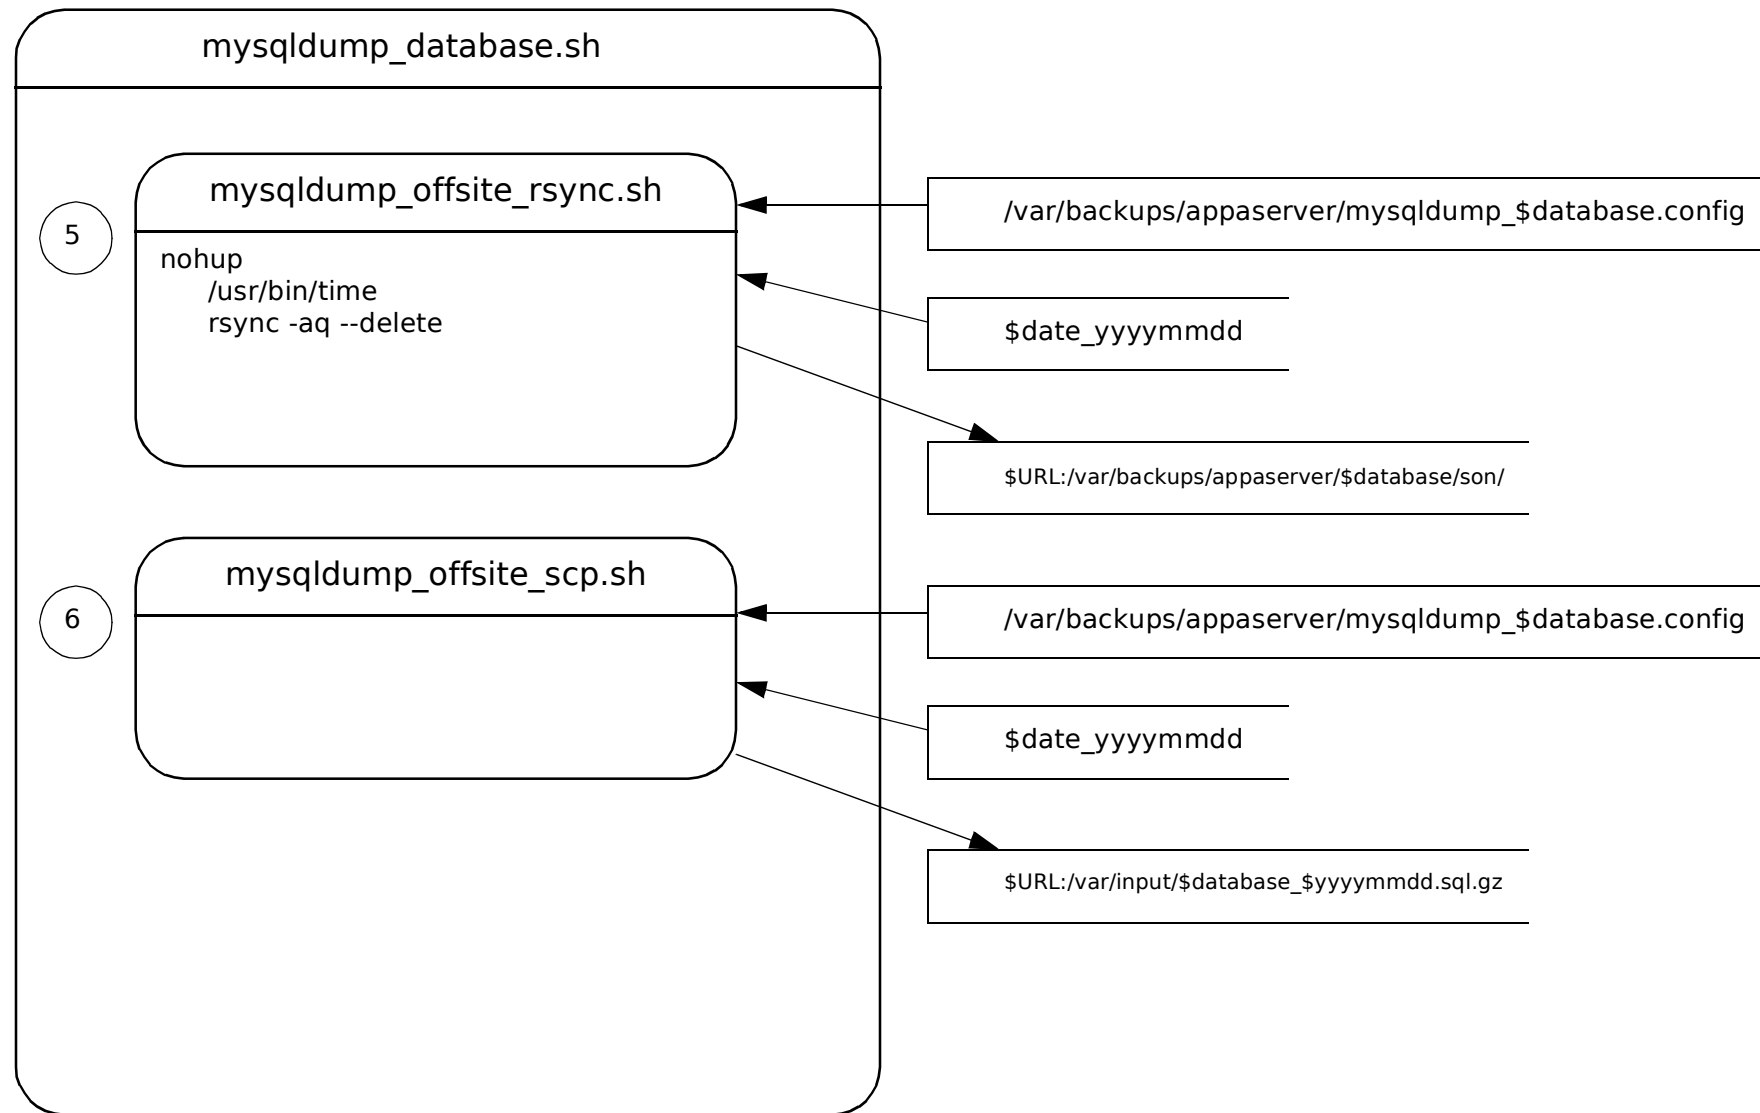 mysqldump_database.sh
mysqldump_offsite_rsync.sh
5
nohup
/usr/bin/time
rsync -aq --delete
/var/backups/appaserver/mysqldump_$database.config
$date_yyyymmdd
$URL:/var/backups/appaserver/$database/son/
mysqldump_offsite_scp.sh
6
/var/backups/appaserver/mysqldump_$database.config
$date_yyyymmdd
$URL:/var/input/$database_$yyyymmdd.sql.gz